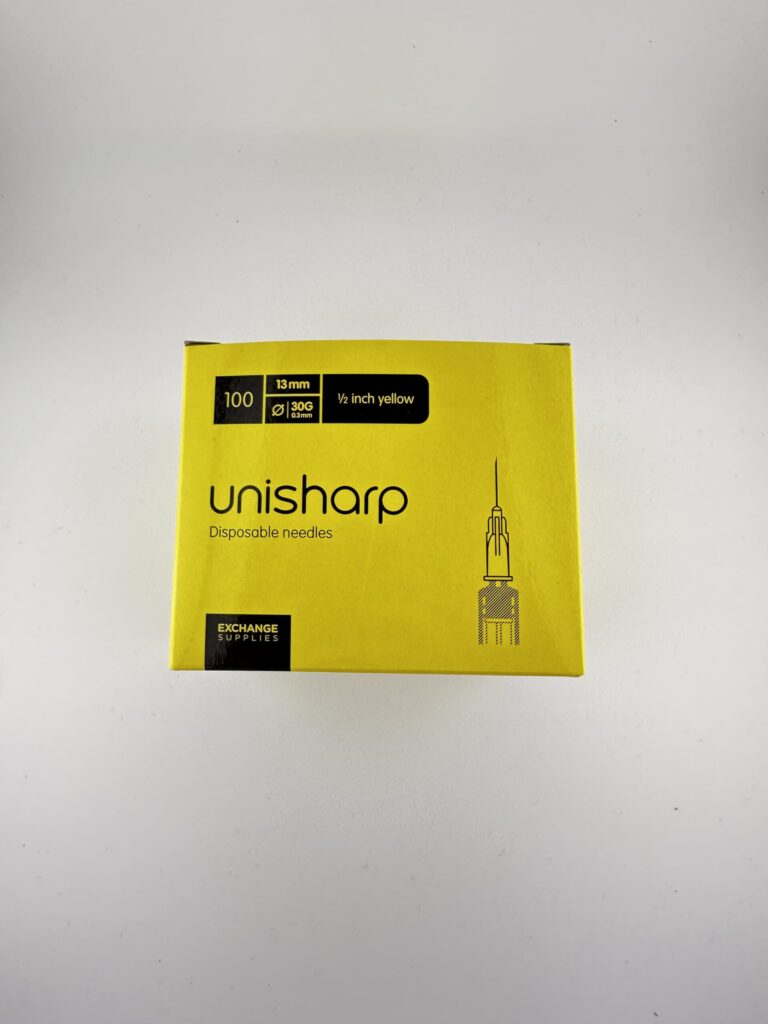 100
13mm
Ø 30G
0.3mm
½ inch yellow
unisharp
Disposable needles
EXCHANGE
SUPPLIES